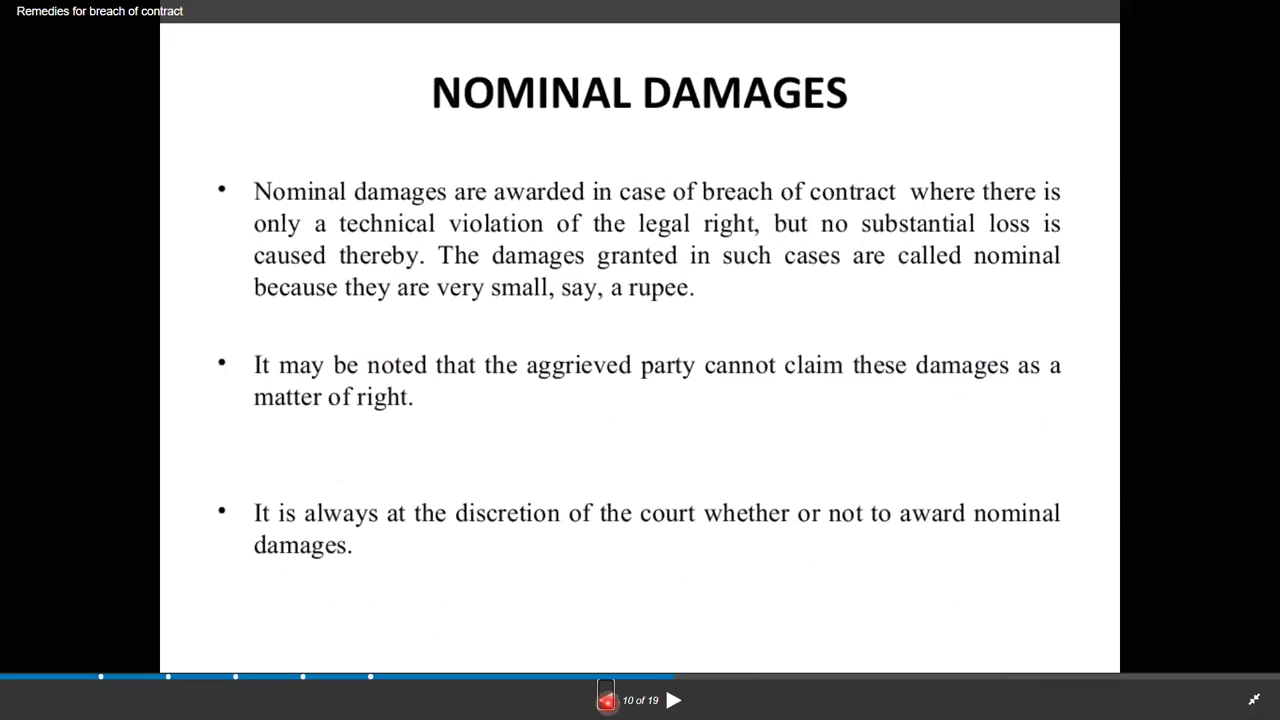 Remedies for breach of contract
NOMINAL DAMAGES
• Nominal damages are awarded in case of breach of contract where there is
only a technical violation of the legal right, but no substantial loss is
caused thereby. The damages granted in such cases are called nominal
because they are very small, say, a rupee.
• It may be noted that the aggrieved party cannot claim these damages as a
matter of right.
• It is always at the discretion of the court whether or not to award nominal
damages.
10 of 19